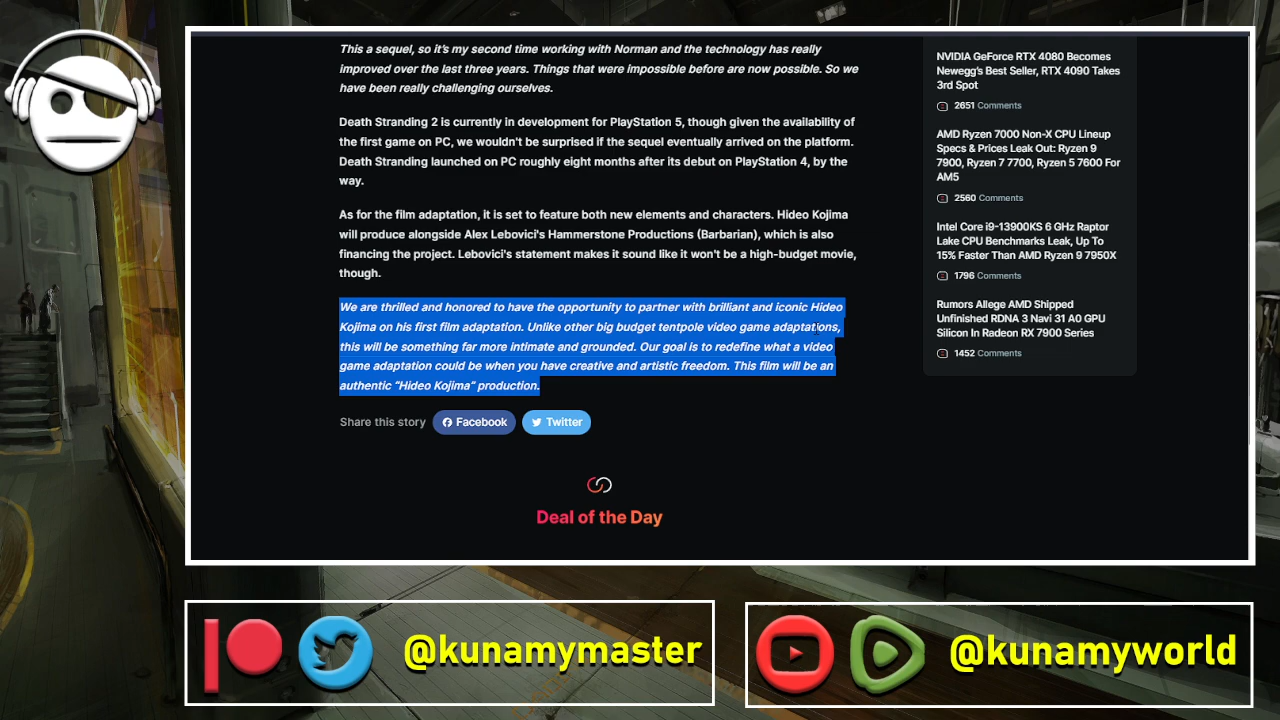 This a sequel, so it's my second time working with Norman and the technology has really
improved over the last three years. Things that were impossible before are now possible. So we
have been really challenging ourselves.
Death Stranding 2 is currently in development for PlayStation 5, though given the availability of
the first game on PC, we wouldn't be surprised if the sequel eventually arrived on the platform.
Death Stranding launched on PC roughly eight months after its debut on PlayStation 4, by the
way.
As for the film adaptation, it is set to feature both new elements and characters. Hideo Kojima
will produce alongside Alex Lebovici's Hammerstone Productions (Barbarian), which is also
financing the project. Lebovici's statement makes it sound like it won't be a high-budget movie,
though.
We are thrilled and honored to have the opportunity to partner with brilliant and iconic Hideo
Kojima on his first film adaptation. Unlike other big budget tentpole video game adaptations,
this will be something far more intimate and grounded. Our goal is to redefine what a video
game adaptation could be when you have creative and artistic freedom. This film will be an
authentic “Hideo Kojima” production.
Share this story
Facebook
Twitter
Deal of the Day
NVIDIA GeForce RTX 4080 Becomes
Newegg's Best Seller, RTX 4090 Takes
3rd Spot
2651 Comments
AMD Ryzen 7000 Non-X CPU Lineup
Specs & Prices Leak Out: Ryzen 9
7900, Ryzen 7 7700, Ryzen 5 7600 For
AM5
2560 Comments
Intel Core i9-13900KS 6 GHz Raptor
Lake CPU Benchmarks Leak, Up To
15% Faster Than AMD Ryzen 9 7950X
1796 Comments
Rumors Allege AMD Shipped
Unfinished RDNA 3 Navi 31 A0 GPU
Silicon In Radeon RX 7900 Series
1452 Comments
@kunamymaster
@kunamyworld